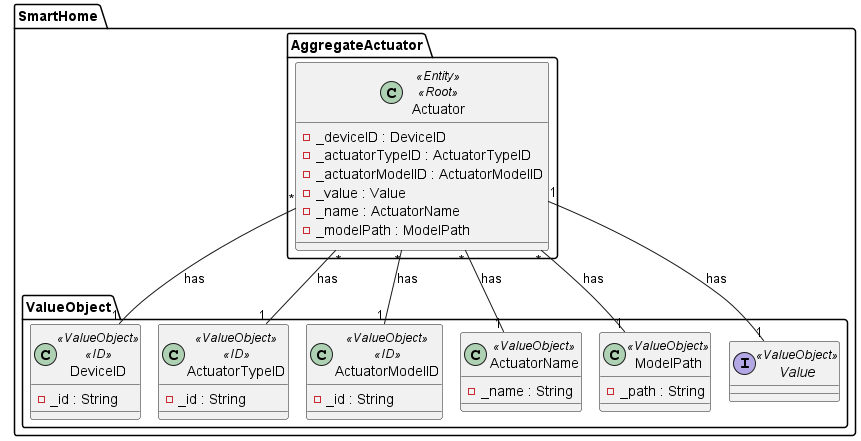 SmartHome
AggregateActuator
«Entity»
«Root»
C
Actuator
_deviceID : DeviceID
_actuatorTypeID : ActuatorTypeID
_actuatorModelID : ActuatorModelID
_value : Value
_name : ActuatorName
_modelPath : ModelPath
* 1
* * * *
has has has has has has
1 1 1 1 1 1
ValueObject
C «ValueObject» «ID» DeviceID
_id : String
C «ValueObject» «ID» ActuatorTypeID
_id : String
C «ValueObject» «ID» ActuatorModelID
_id : String
C «ValueObject» ActuatorName
_name : String
C «ValueObject» ModelPath
_path : String
I «ValueObject» Value